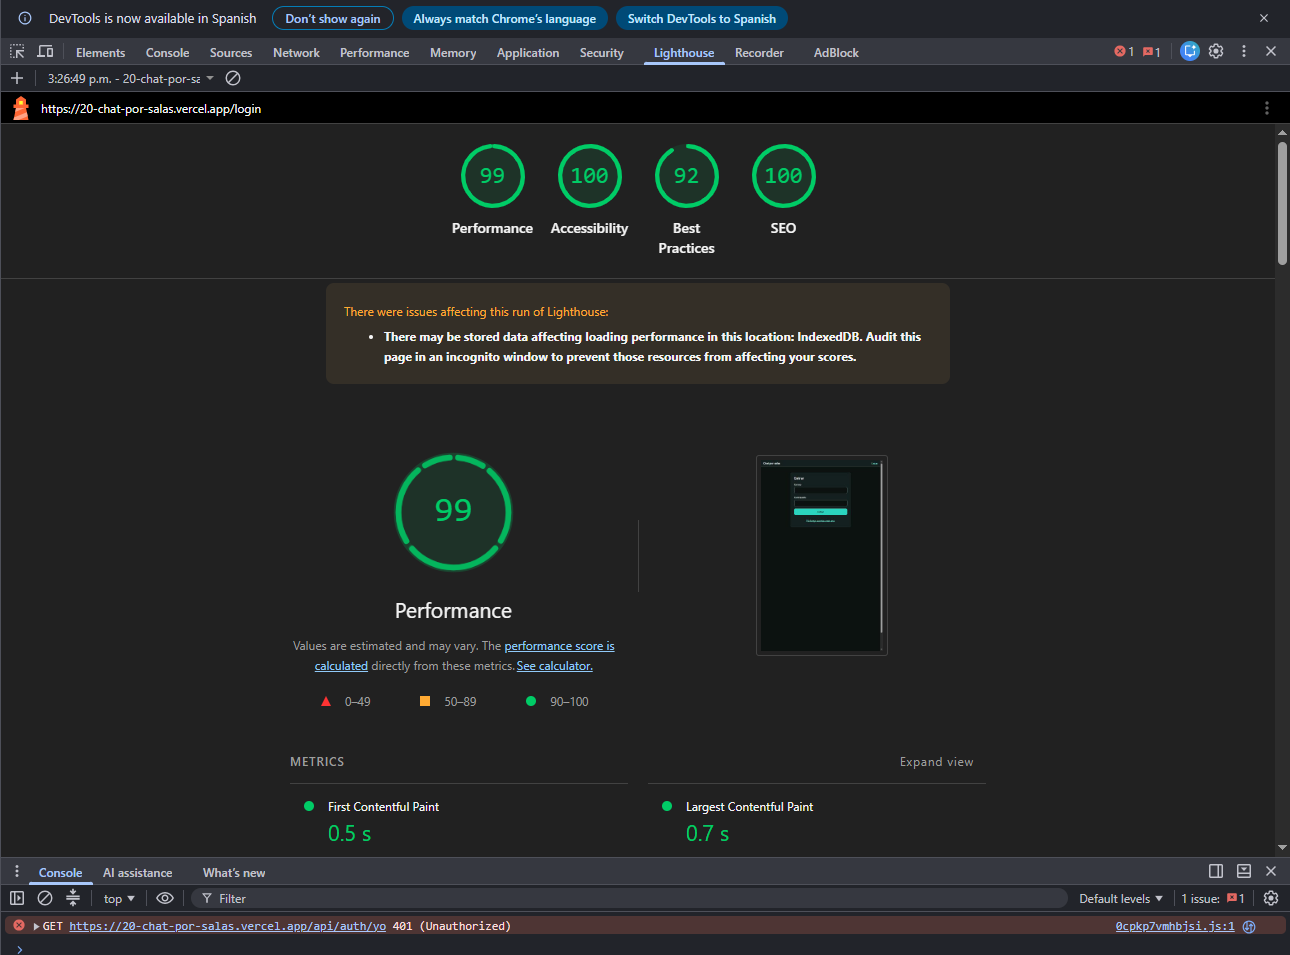 DevTools is now available in Spanish Don't show again Always match Chrome's language Switch DevTools to Spanish
Elements Console Sources Network Performance Memory Application Security Lighthouse Recorder AdBlock 1 1
3:26:49 p.m. - 20-chat-por-sa
https://20-chat-por-salas.vercel.app/login
99 100 92 100
Performance Accessibility Best Practices SEO
There were issues affecting this run of Lighthouse:
• There may be stored data affecting loading performance in this location: IndexedDB. Audit this
page in an incognito window to prevent those resources from affecting your scores.
99
Performance
Values are estimated and may vary. The performance score is
calculated directly from these metrics. See calculator.
0–49 50–89 90–100
METRICS Expand view
First Contentful Paint Largest Contentful Paint
0.5 s 0.7 s
Console AI assistance What's new
top Filter Default levels 1 issue: 1
GET https://20-chat-por-salas.vercel.app/api/auth/yo 401 (Unauthorized) 0cpkp7vmhbjsi.js:1